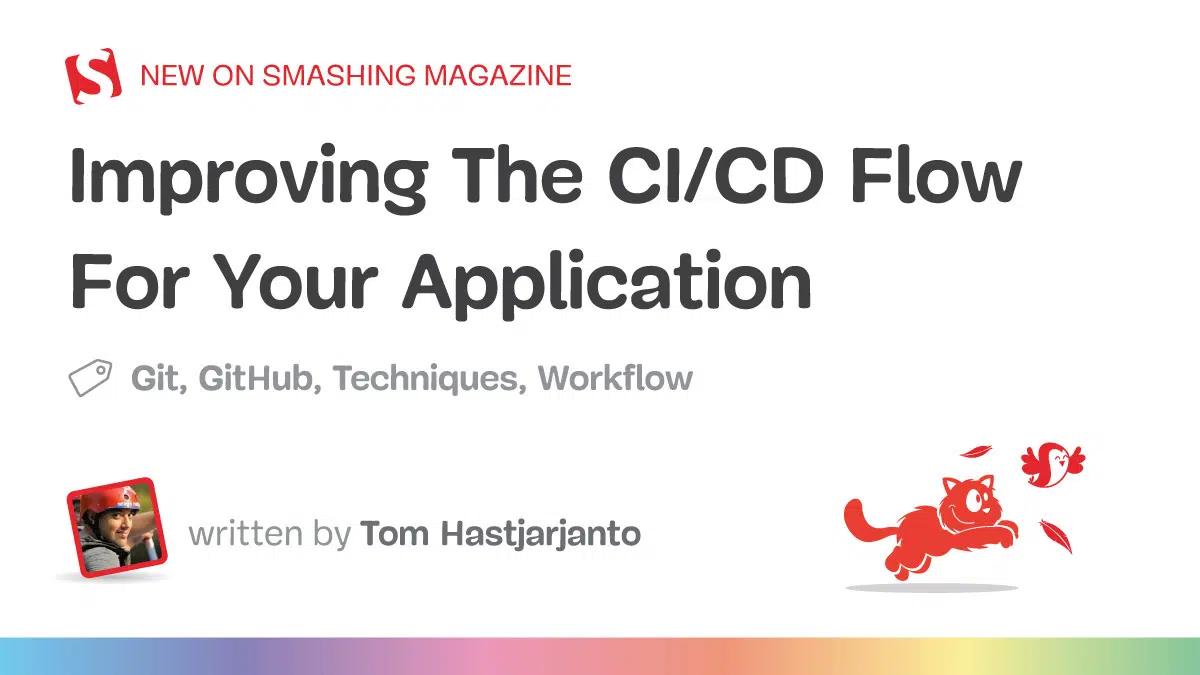 NEW ON SMASHING MAGAZINE
Improving The CI/CD Flow
For Your Application
Git, GitHub, Techniques, Workflow
written by Tom Hastjarjanto